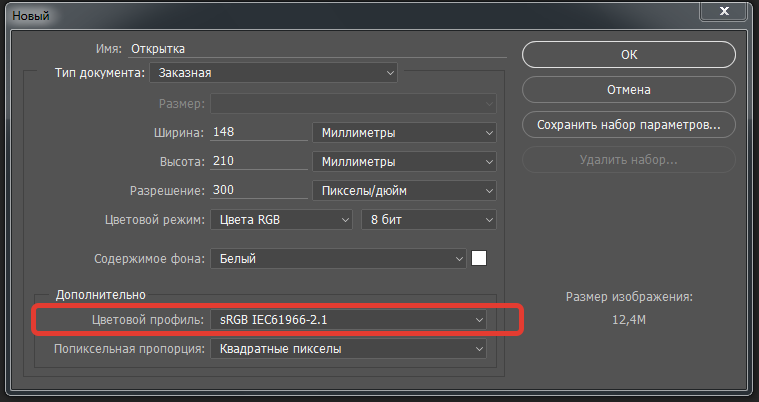 Новый
x
Имя: Открытка
OK
Тип документа: Заказная
Отмена
Размер:
Сохранить набор параметров...
Ширина: 148 Миллиметры
Удалить набор...
Высота: 210 Миллиметры
Разрешение: 300 Пикселы/дюйм
Цветовой режим: Цвета RGB 8 бит
Содержимое фона: Белый
Дополнительно
Размер изображения:
Цветовой профиль: sRGB IEC61966-2.1
12,4M
Попиксельная пропорция: Квадратные пикселы